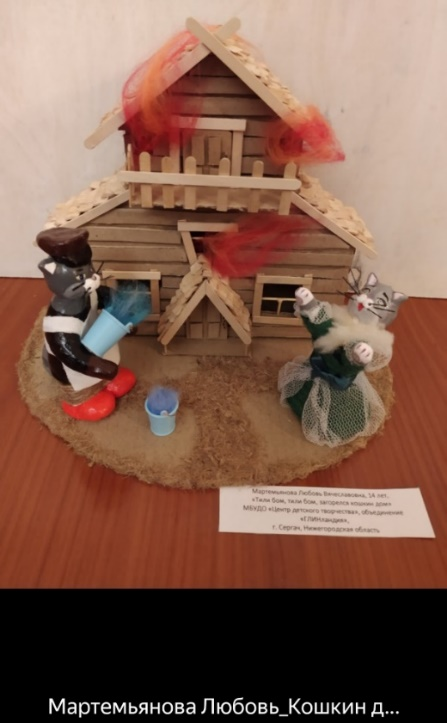 Мартемьянова Любовь Вячеславовна, 14 лет,
«Тили бом, тили бом, загорелся кошкин дом»
МБУДО «Центр детского творчества», объединение
«ГЛИНландия»,
г. Сергач, Нижегородская область
Мартемьянова Любовь_Кошкин д...